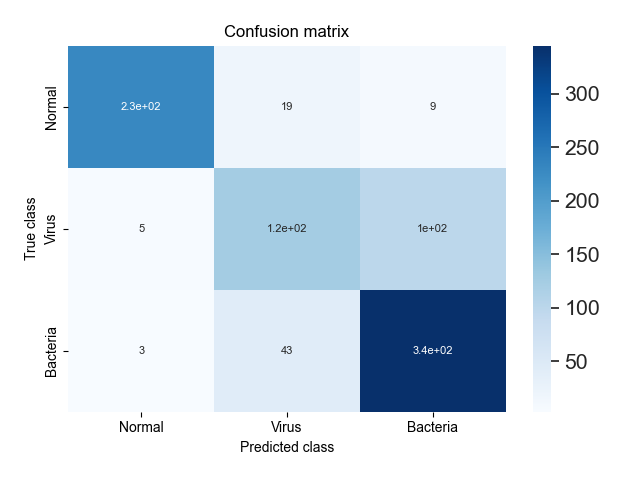 Confusion matrix
Normal
2.3e+02 19 9
Virus
5 1.2e+02 1e+02
Bacteria
3 43 3.4e+02
True class
Normal Virus Bacteria
Predicted class
300
250
200
150
100
50